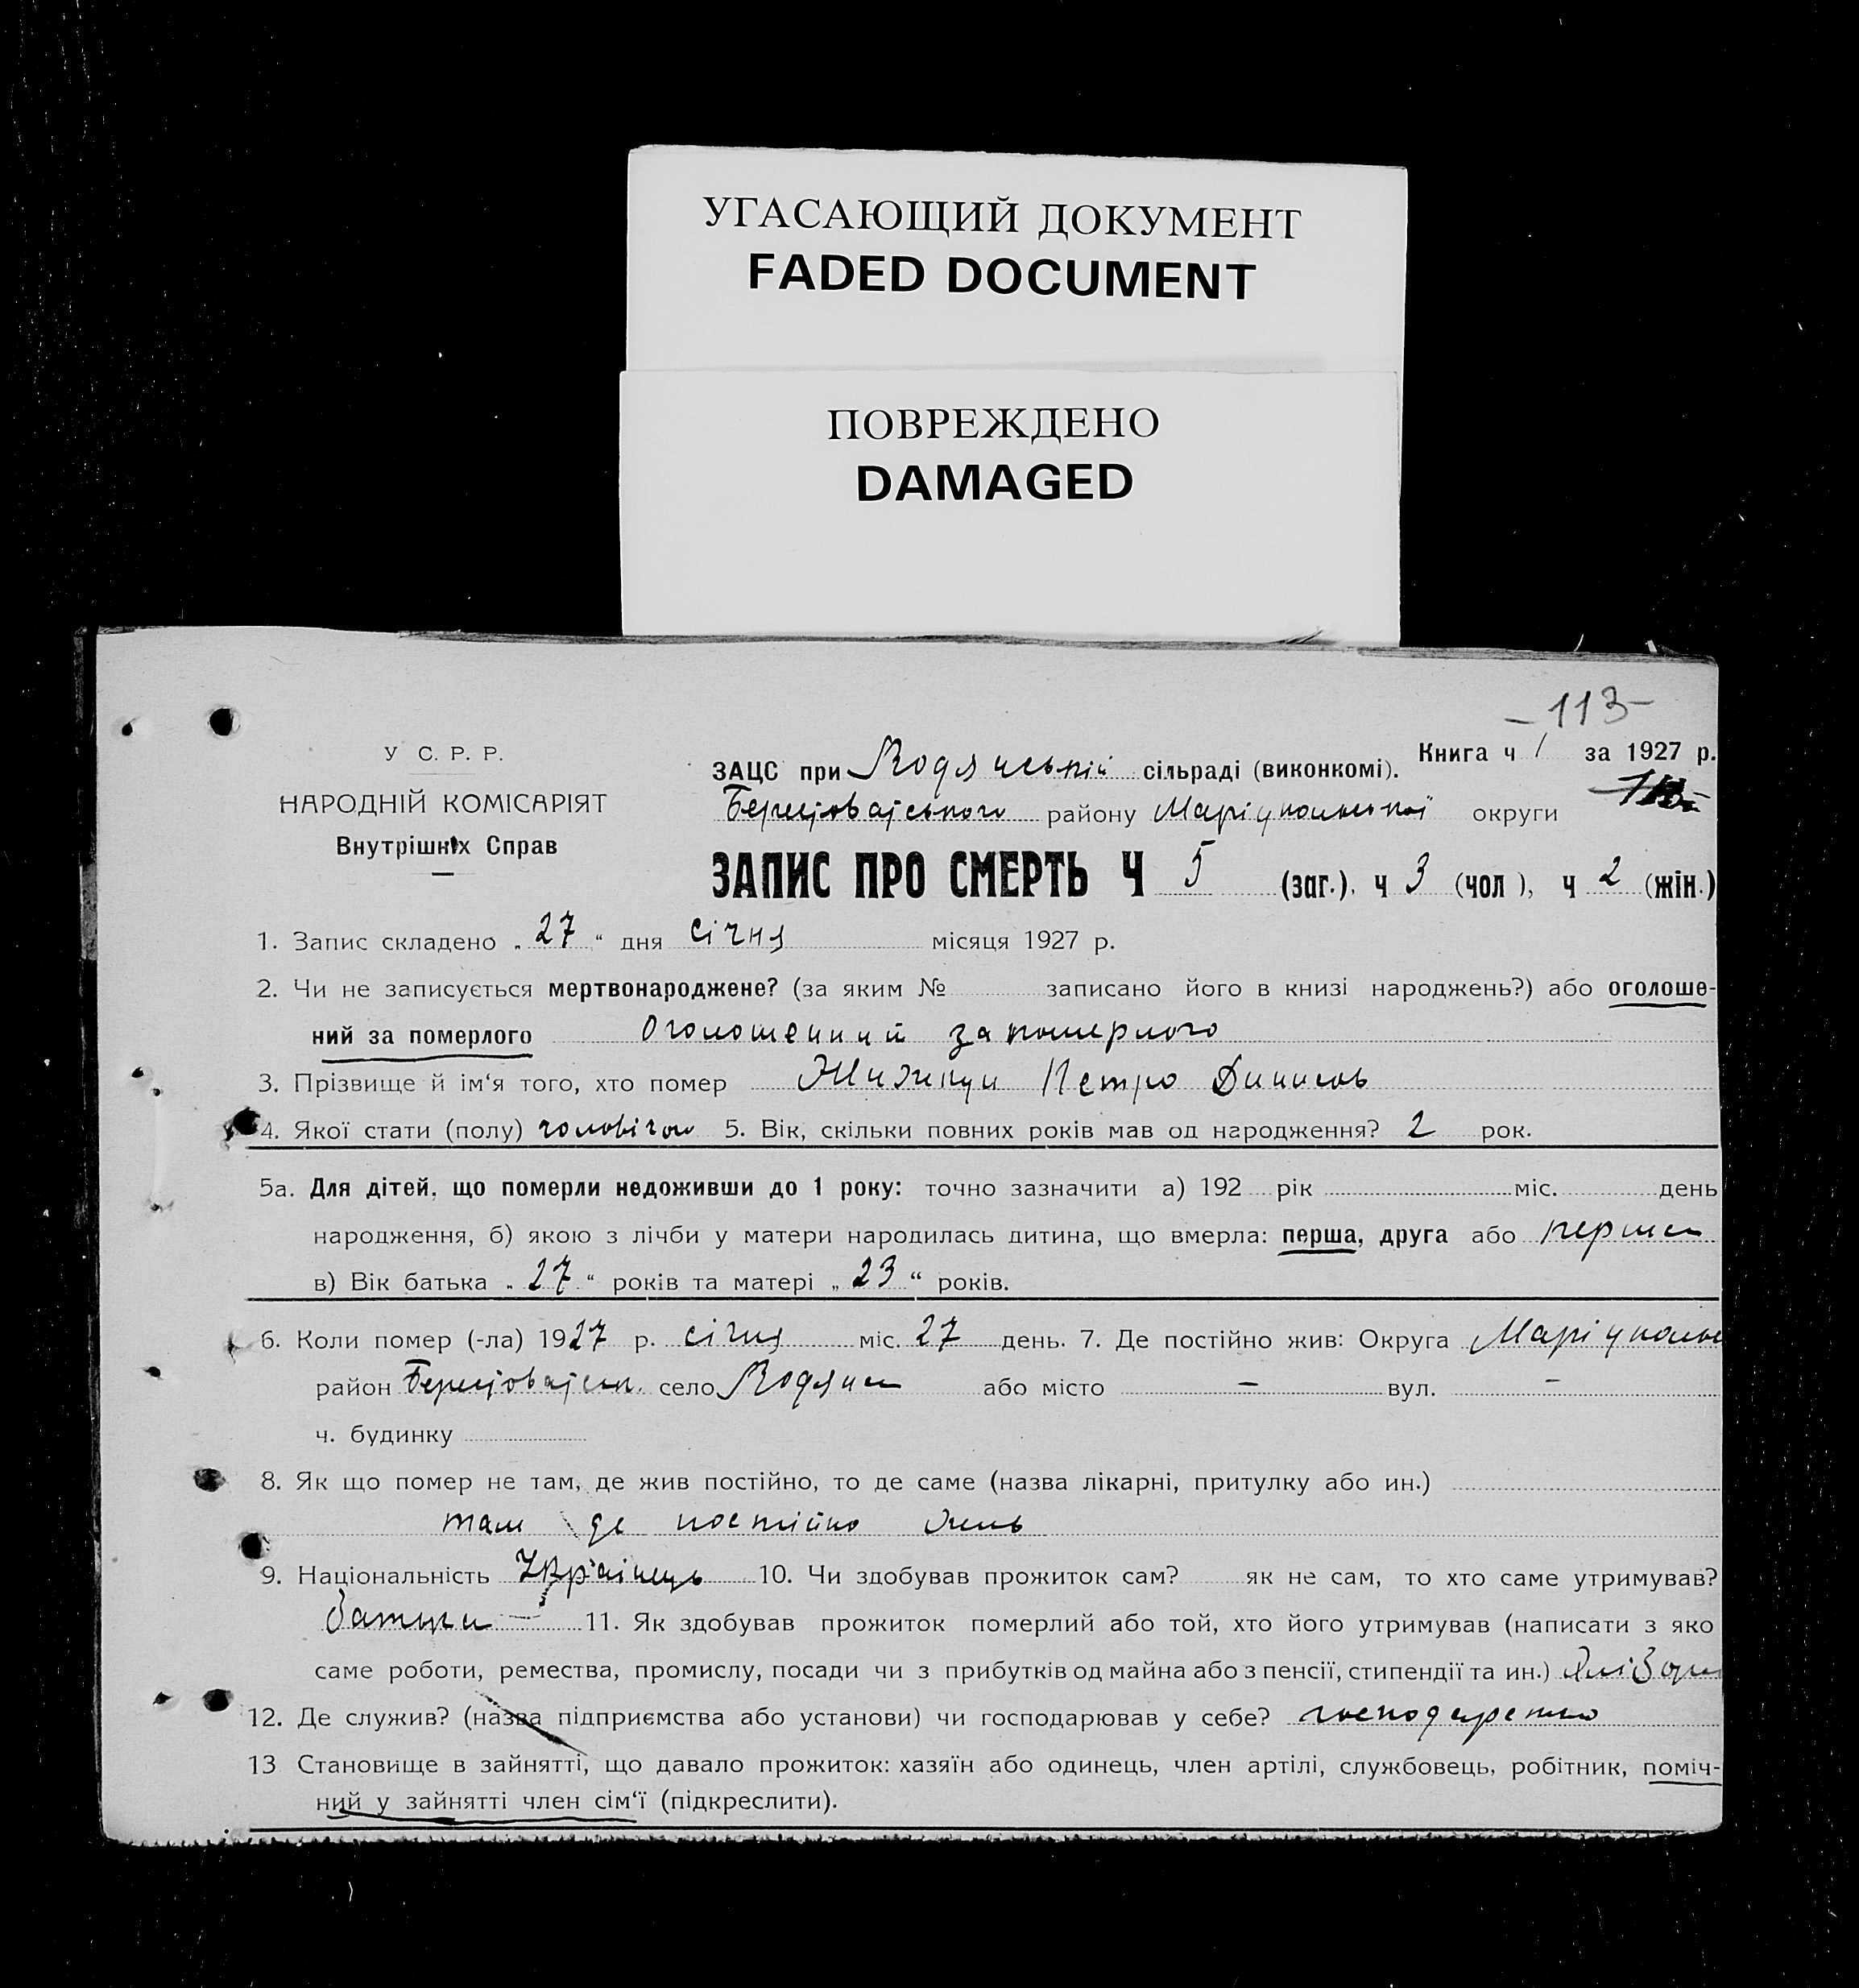 УГАСАЮЩИЙ ДОКУМЕНТ
FADED DOCUMENT
ПОВРЕЖДЕНО
DAMAGED
-113-
У С. Р. Р.
НАРОДНІЙ КОМІСАРІЯТ
Внутрішніх Справ
ЗАЦС при Водянській сільраді (виконкомі). Книга ч 1 за 1927 р.
району Маріупольської округи
ЗАПИС ПРО СМЕРТЬ Ч 5 (заг.), ч 3 (чол ), ч 2 (жін.)
1. Запис складено „ 27 “ дня січня місяця 1927 р.
2. Чи не записується мертвонароджене? (за яким № записано його в книзі народжень?) або оголоше-
ний за померлого Оголошенний за померлого
3. Прізвище й ім‘я того, хто помер Петро
4. Якої стати (полу) 5. Вік, скільки повних років мав од народження? 2 рок.
5а. Для дітей, що померли недоживши до 1 року: точно зазначити а) 192 рік міс. день
народження, б) якою з лічби у матери народилась дитина, що вмерла: перша, друга або перша
в) Вік батька „ 27 “ років та матері „ 23 “ років.
6. Коли помер (-ла) 1927 р. січня міс. 27 день. 7. Де постійно жив: Округа Маріуполь
район село Водяна або місто – вул. –
ч. будинку
8. Як що помер не там, де жив постійно, то де саме (назва лікарні, притулку або ин.)
там де постійно
9. Національність Українець 10. Чи здобував прожиток сам? як не сам, то хто саме утримував?
11. Як здобував прожиток померлий або той, хто його утримував (написати з яко
саме роботи, ремества, промислу, посади чи з прибутків од майна або з пенсії, стипендії та ин.)
12. Де служив? (назва підприємства або установи) чи господарював у себе?
13 Становище в зайнятті, що давало прожиток: хазяїн або одинець, член артілі, службовець, робітник, поміч-
ний у зайнятті член сім‘ї (підкреслити).